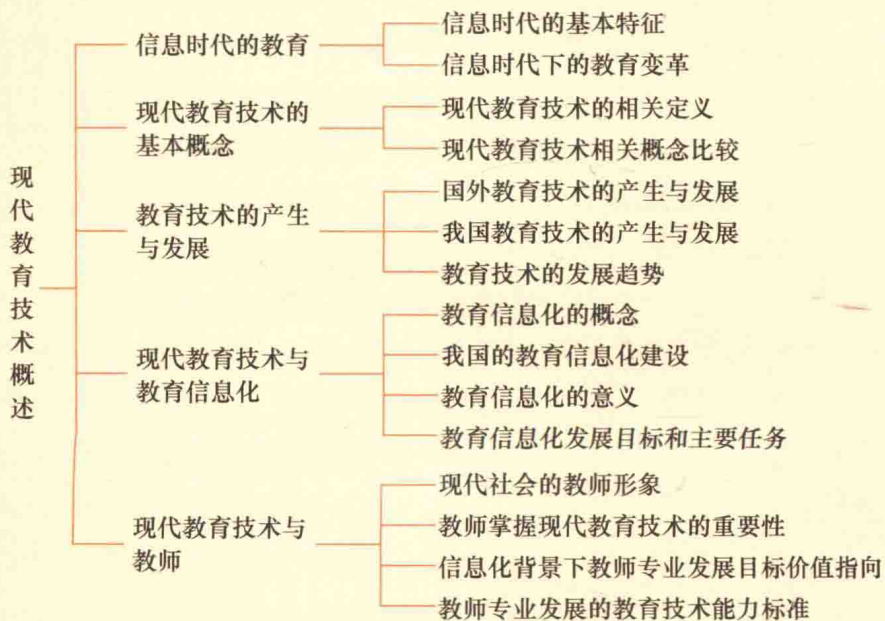 现代教育技术概述
信息时代的教育
信息时代的基本特征
信息时代下的教育变革
现代教育技术的
基本概念
现代教育技术的相关定义
现代教育技术相关概念比较
教育技术的产生
与发展
国外教育技术的产生与发展
我国教育技术的产生与发展
教育技术的发展趋势
现代教育技术与
教育信息化
教育信息化的概念
我国的教育信息化建设
教育信息化的意义
教育信息化发展目标和主要任务
现代教育技术与
教师
现代社会的教师形象
教师掌握现代教育技术的重要性
信息化背景下教师专业发展目标价值指向
教师专业发展的教育技术能力标准